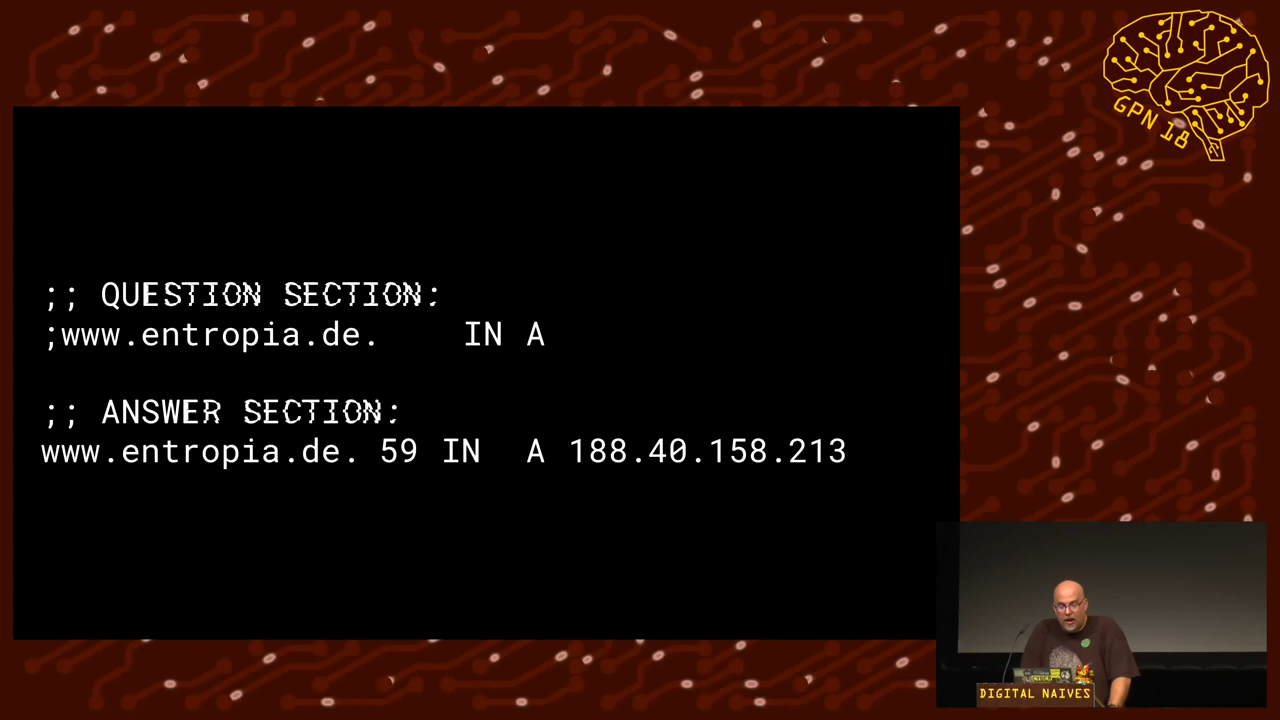 GPN 18
;; QUESTION SECTION:
;www.entropia.de. IN A
;; ANSWER SECTION:
www.entropia.de. 59 IN A 188.40.158.213
DIGITAL NAIVES